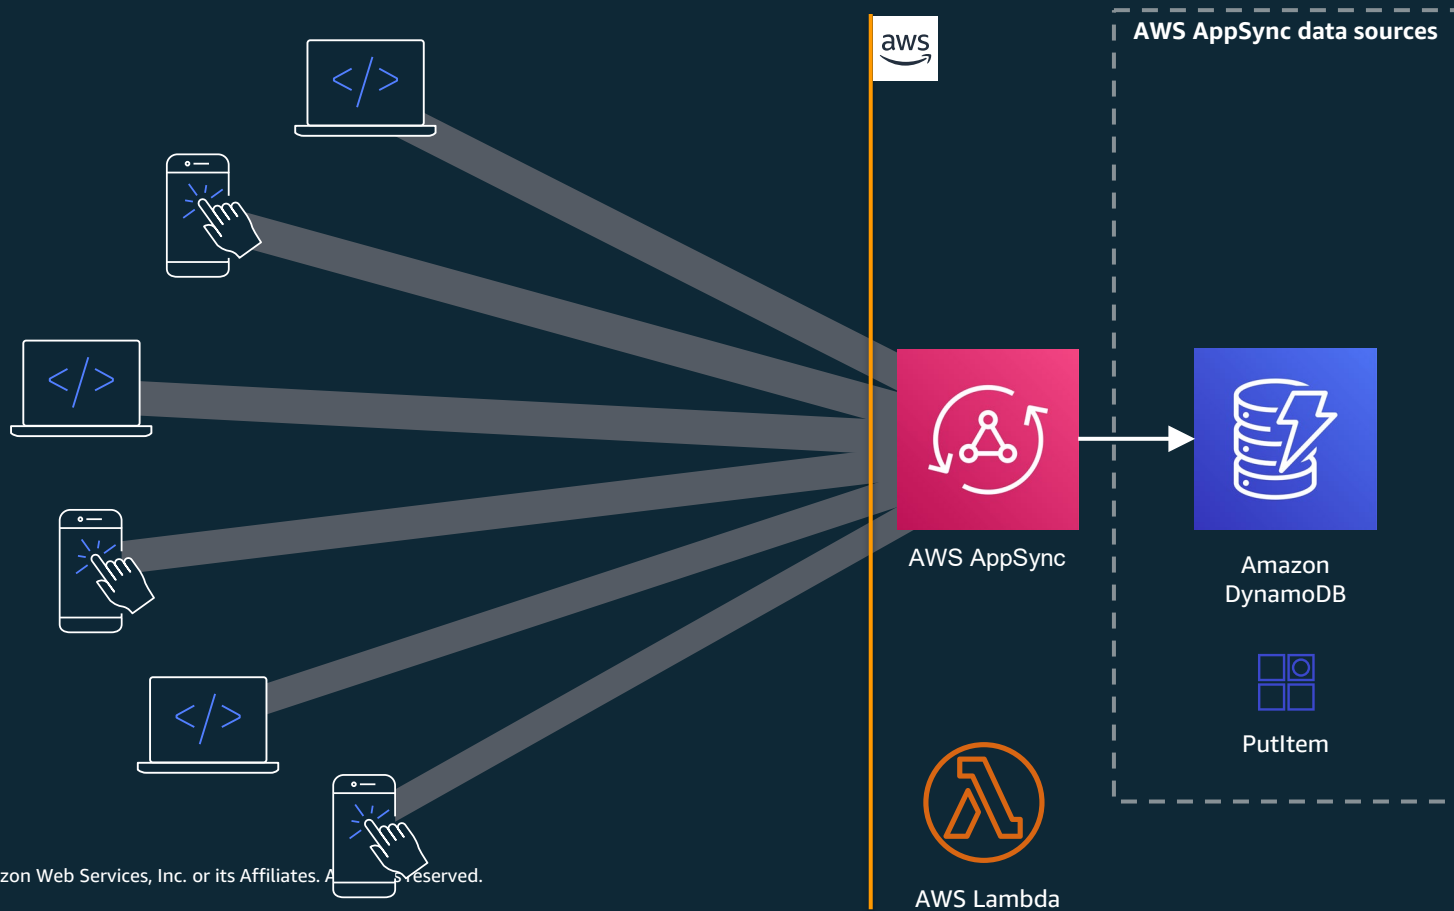 aws
AWS AppSync data sources
</>
</>
</>
AWS AppSync
Amazon
DynamoDB
PutItem
AWS Lambda
zon Web Services, Inc. or its Affiliates. A s reserved.